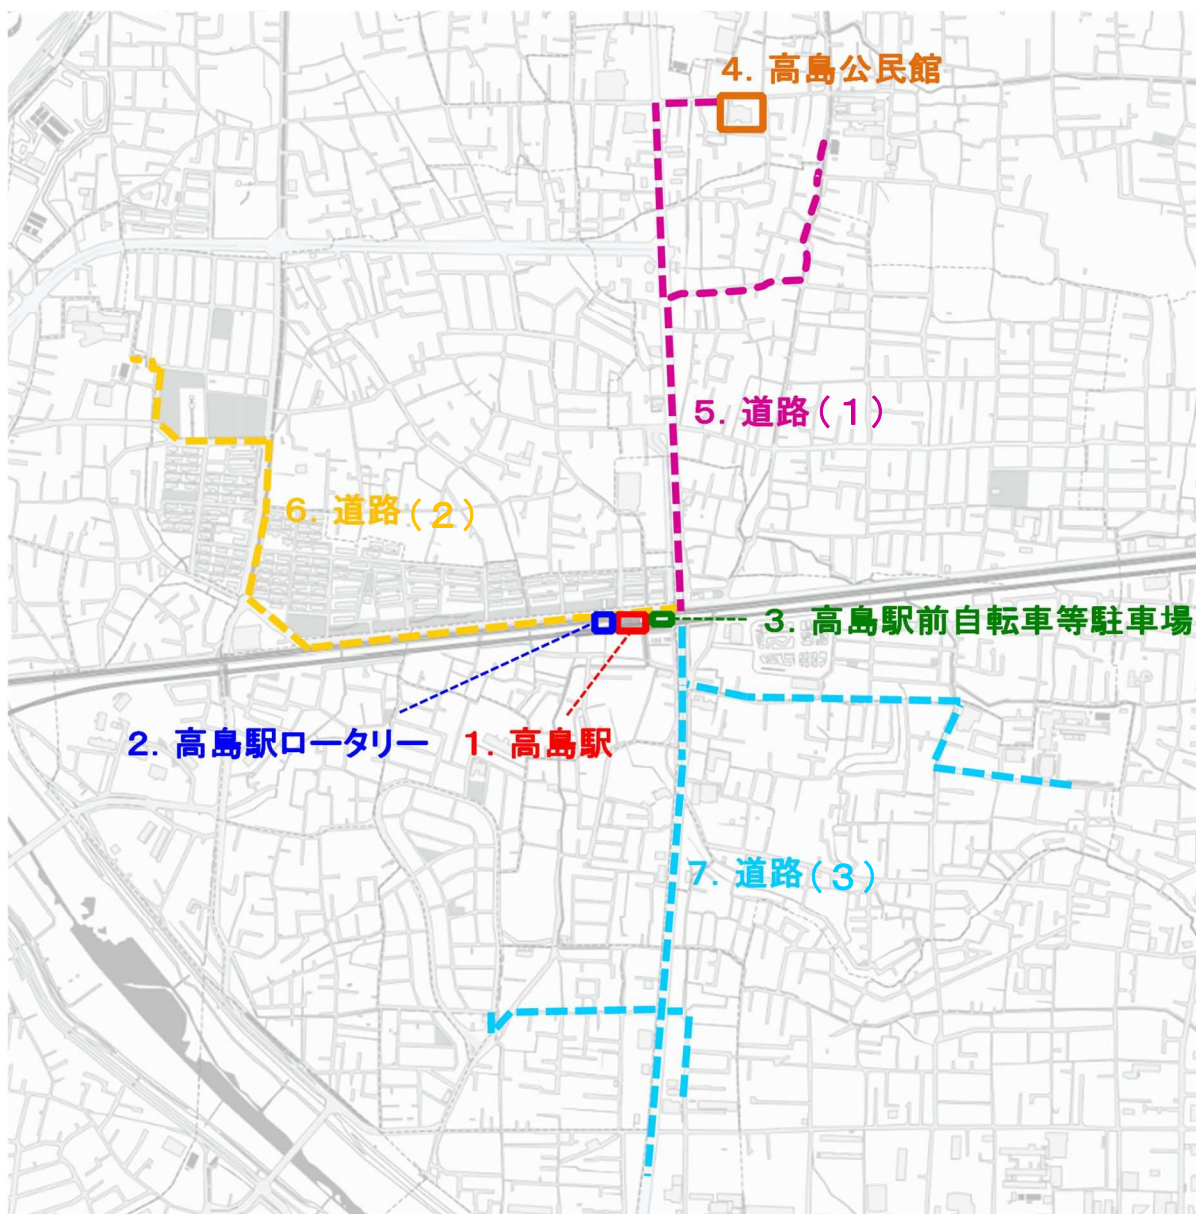 4. 高島公民館
5. 道路(1)
6. 道路(2)
3. 高島駅前自転車等駐車場
2. 高島駅ロータリー
1. 高島駅
7. 道路(3)